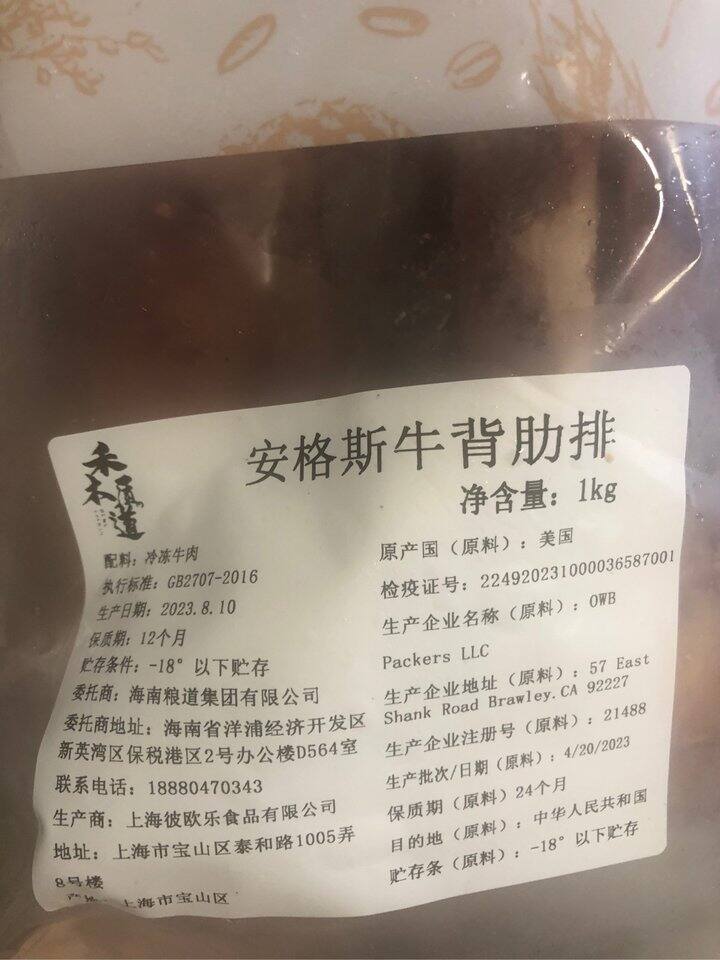 安格斯牛背肋排
净含量：1kg
禾
木
道
配料：冷冻牛肉
执行标准：GB2707-2016
生产日期：2023.8.10
保质期：12个月
贮存条件：-18°以下贮存
委托商：海南粮道集团有限公司
委托商地址：海南省洋浦经济开发区
新英湾区保税港区2号办公楼D564室
联系电话：18880470343
生产商：上海彼欧乐食品有限公司
地址：上海市宝山区泰和路1005弄
8号楼
产地：上海市宝山区
原产国（原料）：美国
检疫证号：224920231000036587001
生产企业名称（原料）：OWB
Packers LLC
生产企业地址（原料）：57 East
Shank Road Brawley.CA 92227
生产企业注册号（原料）：21488
生产批次/日期（原料）：4/20/2023
保质期（原料）24个月
目的地（原料）：中华人民共和国
贮存条（原料）：-18°以下贮存